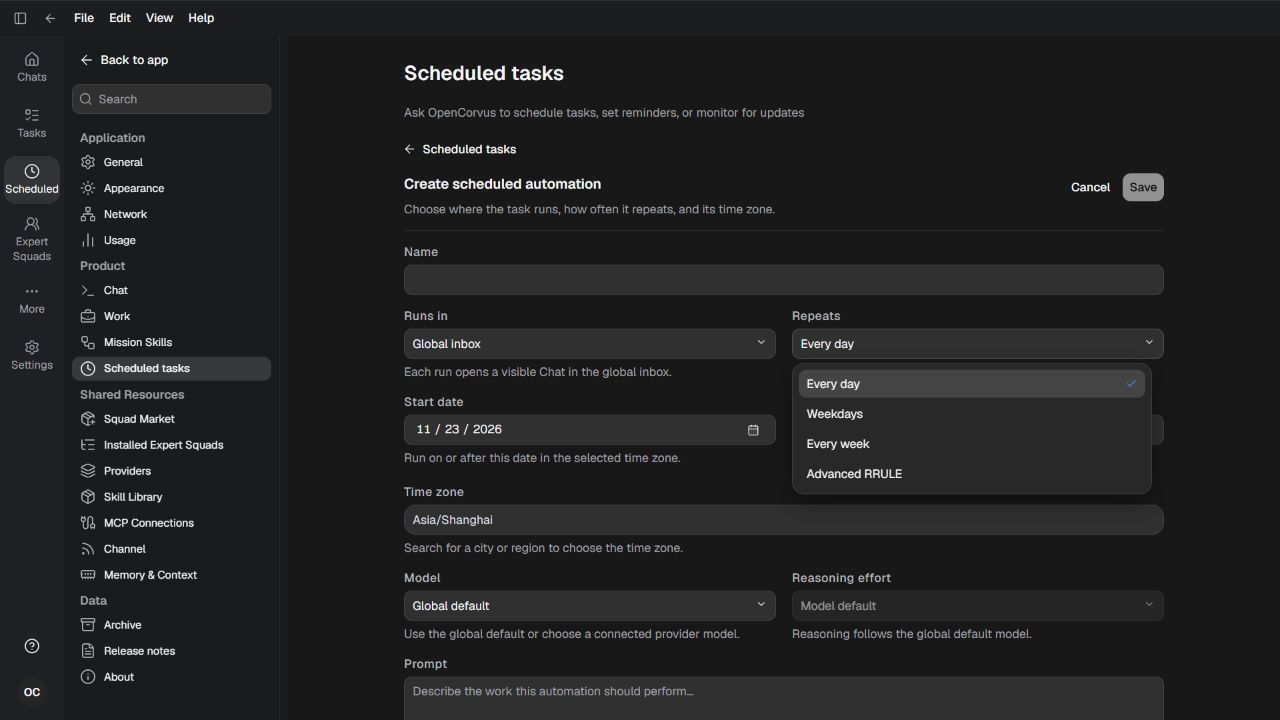 File Edit View Help
Chats
Tasks
Scheduled
Expert
Squads
More
Settings
OC
Back to app
Search
Application
General
Appearance
Network
Usage
Product
Chat
Work
Mission Skills
Scheduled tasks
Shared Resources
Squad Market
Installed Expert Squads
Providers
Skill Library
MCP Connections
Channel
Memory & Context
Data
Archive
Release notes
About
Scheduled tasks
Ask OpenCorvus to schedule tasks, set reminders, or monitor for updates
Scheduled tasks
Create scheduled automation
Cancel Save
Choose where the task runs, how often it repeats, and its time zone.
Name
Runs in Repeats
Global inbox Every day
Each run opens a visible Chat in the global inbox.
Every day
Weekdays
Every week
Advanced RRULE
Start date
11 / 23 / 2026
Run on or after this date in the selected time zone.
Time zone
Asia/Shanghai
Search for a city or region to choose the time zone.
Model Reasoning effort
Global default Model default
Use the global default or choose a connected provider model. Reasoning follows the global default model.
Prompt
Describe the work this automation should perform...